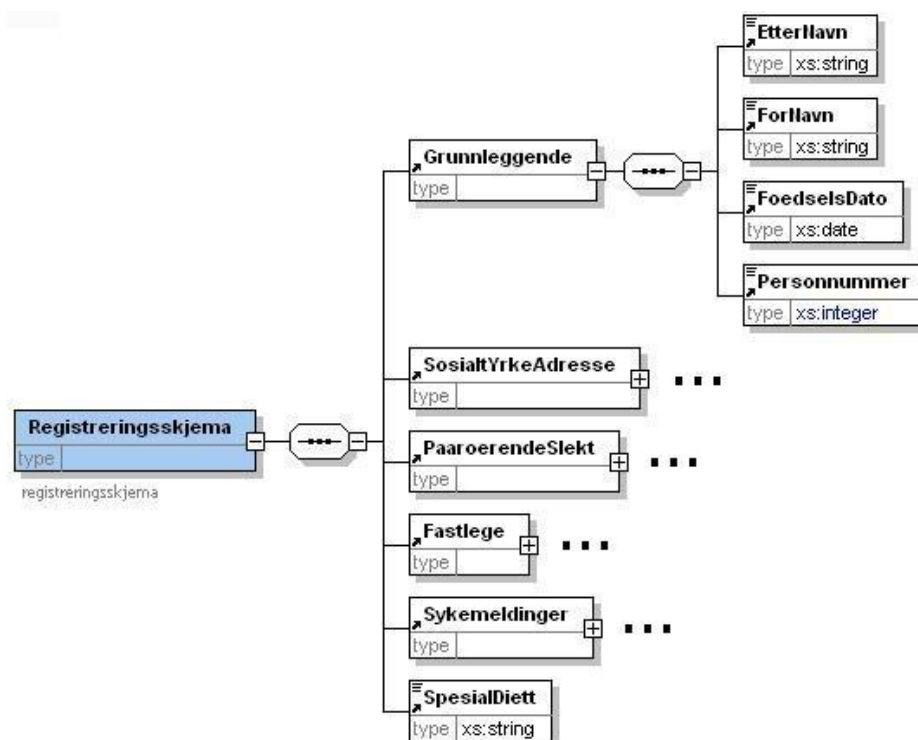 EtterNavn
type xs:string
ForNavn
type xs:string
Grunnleggende
type
FoedselsDato
type xs:date
Personnummer
type xs:integer
SosialtYrkeAdresse
type
Registreringsskjema
type
registreringsskjema
PaaroerendeSlekt
type
Fastlege
type
Sykemeldinger
type
SpesialDiett
type xs:string